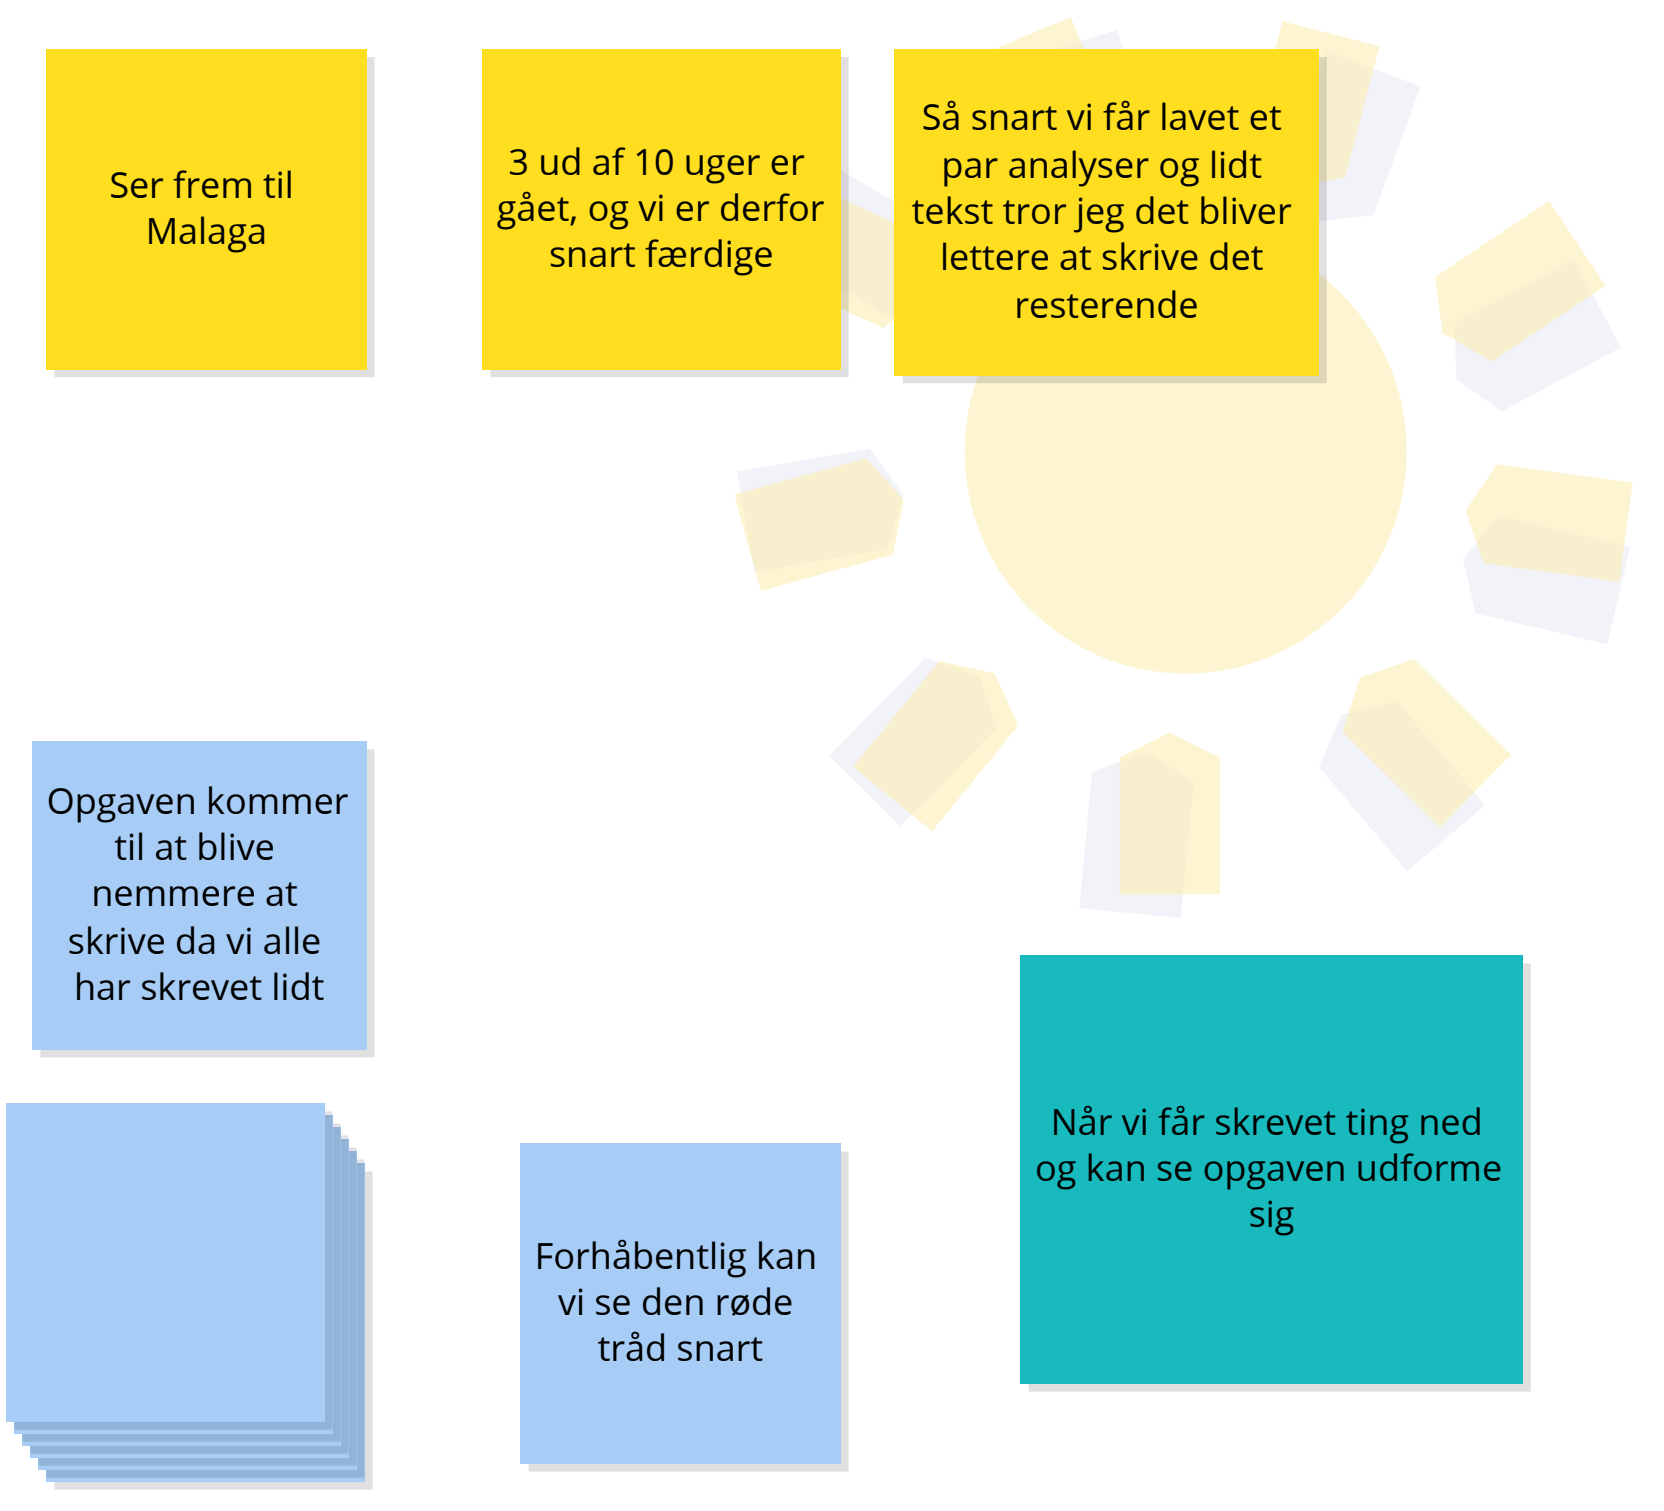 Ser frem til
Malaga
3 ud af 10 uger er
gået, og vi er derfor
snart færdige
Så snart vi får lavet et
par analyser og lidt
tekst tror jeg det bliver
lettere at skrive det
resterende
Opgaven kommer
til at blive
nemmere at
skrive da vi alle
har skrevet lidt
Forhåbentlig kan
vi se den røde
tråd snart
Når vi får skrevet ting ned
og kan se opgaven udforme
sig